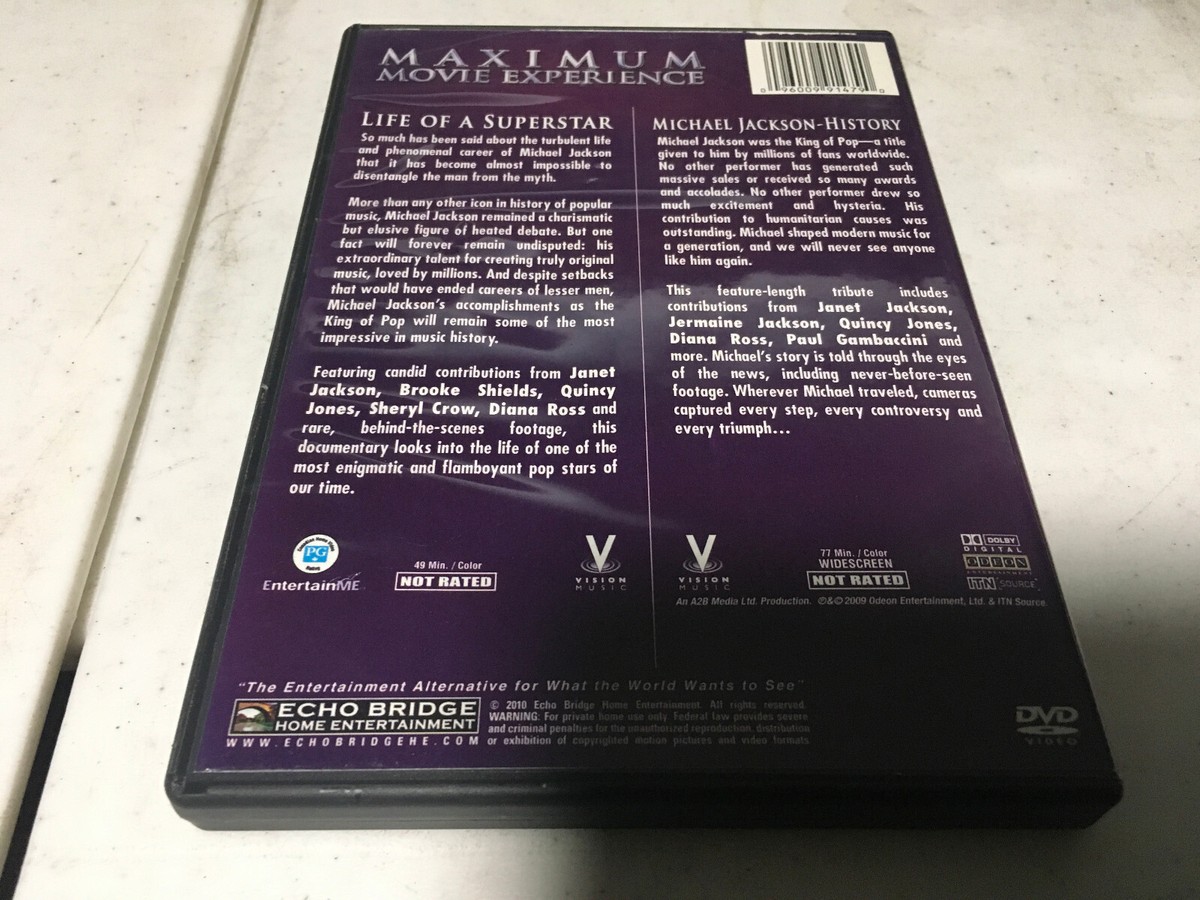 MAXIMUM
MOVIE EXPERIENCE
0 96009 91479 0
LIFE OF A SUPERSTAR
So much has been said about the turbulent life
and phenomenal career of Michael Jackson
that it has become almost impossible to
disentangle the man from the myth.
More than any other icon in history of popular
music, Michael Jackson remained a charismatic
but elusive figure of heated debate. But one
fact will forever remain undisputed: his
extraordinary talent for creating truly original
music, loved by millions. And despite setbacks
that would have ended careers of lesser men,
Michael Jackson's accomplishments as the
King of Pop will remain some of the most
impressive in music history.
Featuring candid contributions from Janet
Jackson, Brooke Shields, Quincy
Jones, Sheryl Crow, Diana Ross and
rare, behind-the-scenes footage, this
documentary looks into the life of one of the
most enigmatic and flamboyant pop stars of
our time.
PG
EntertainME
49 Min. / Color
NOT RATED
VISION
MUSIC
MICHAEL JACKSON-HISTORY
Michael Jackson was the King of Pop—a title
given to him by millions of fans worldwide.
No other performer has generated such
massive sales or received so many awards
and accolades. No other performer drew so
much excitement and hysteria. His
contribution to humanitarian causes was
outstanding. Michael shaped modern music for
a generation, and we will never see anyone
like him again.
This feature-length tribute includes
contributions from Janet Jackson,
Jermaine Jackson, Quincy Jones,
Diana Ross, Paul Gambaccini and
more. Michael's story is told through the eyes
of the news, including never-before-seen
footage. Wherever Michael traveled, cameras
captured every step, every controversy and
every triumph...
VISION
MUSIC
77 Min. / Color
WIDESCREEN
NOT RATED
DOLBY
DIGITAL
ODEON
ENTERTAINMENT
ITN SOURCE
An A2B Media Ltd. Production. ©&© 2009 Odeon Entertainment, Ltd. & ITN Source.
"The Entertainment Alternative for What the World Wants to See"
ECHO BRIDGE
HOME ENTERTAINMENT
WWW.ECHOBRIDGEHE.COM
© 2010 Echo Bridge Home Entertainment. All rights reserved.
WARNING: For private home use only. Federal law provides severe
and criminal penalties for the unauthorized reproduction, distribution
or exhibition of copyrighted motion pictures and video formats.
DVD
VIDEO